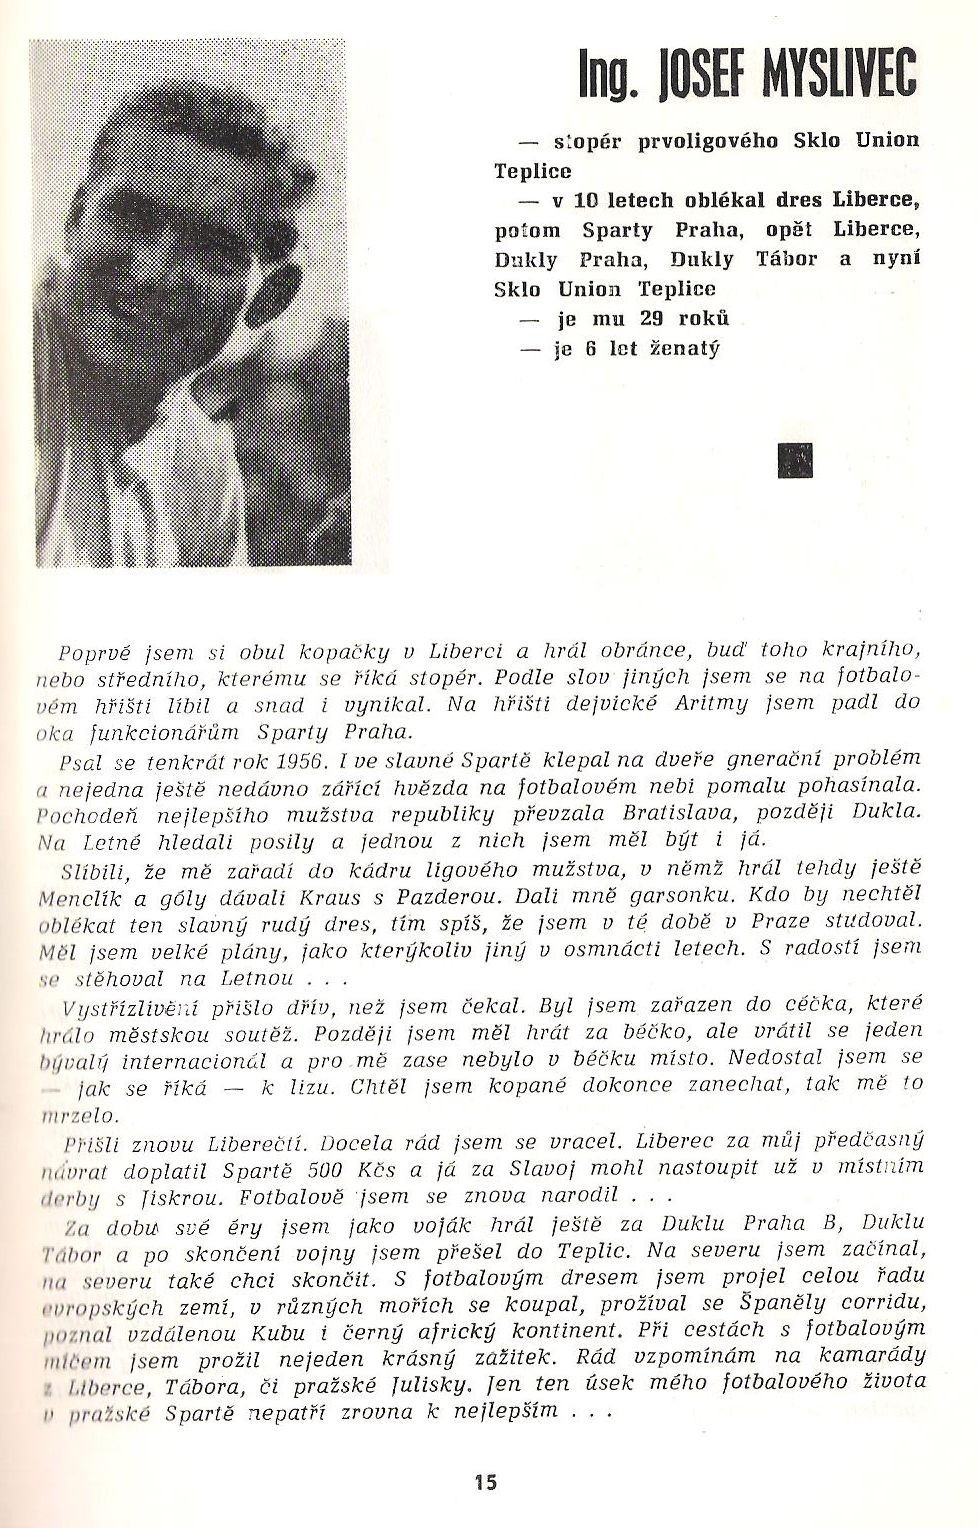 Ing. JOSEF MYSLIVEC
— stopér prvoligového Sklo Union
Teplice
— v 10 letech oblékal dres Liberce,
potom Sparty Praha, opět Liberce,
Dukly Praha, Dukly Tábor a nyní
Sklo Union Teplice
— je mu 29 roků
— je 6 let ženatý
Poprvé jsem si obul kopačky v Liberci a hrál obránce, buď toho krajního,
nebo středního, kterému se říká stopér. Podle slov jiných jsem se na fotbalo-
vém hřišti líbil a snad i vynikal. Na hřišti dejvické Aritmy jsem padl do
oka funkcionářům Sparty Praha.
Psal se tenkrát rok 1956. I ve slavné Spartě klepal na dveře gnerační problém
a nejedna ještě nedávno zářící hvězda na fotbalovém nebi pomalu pohasínala.
Pochodeň nejlepšího mužstva republiky převzala Bratislava, později Dukla.
Na Letné hledali posily a jednou z nich jsem měl být i já.
Slíbili, že mě zařadí do kádru ligového mužstva, v němž hrál tehdy ještě
Menclík a góly dávali Kraus s Pazderou. Dali mně garsonku. Kdo by nechtěl
oblékat ten slavný rudý dres, tím spíš, že jsem v té době v Praze studoval.
Měl jsem velké plány, jako kterýkoliv jiný v osmnácti letech. S radostí jsem
se stěhoval na Letnou . . .
Vystřízlivění přišlo dřív, než jsem čekal. Byl jsem zařazen do céčka, které
hrálo městskou soutěž. Později jsem měl hrát za béčko, ale vrátil se jeden
bývalý internacionál a pro mě zase nebylo v béčku místo. Nedostal jsem se
— jak se říká — k lizu. Chtěl jsem kopané dokonce zanechat, tak mě to
mrzelo.
Přišli znovu Liberečtí. Docela rád jsem se vracel. Liberec za můj předčasný
návrat doplatil Spartě 500 Kčs a já za Slavoj mohl nastoupit už v místním
derby s Jiskrou. Fotbalově jsem se znova narodil . . .
Za dobu své éry jsem jako voják hrál ještě za Duklu Praha B, Duklu
Tábor a po skončení vojny jsem přešel do Teplic. Na severu jsem začínal,
na severu také chci skončit. S fotbalovým dresem jsem projel celou řadu
evropských zemí, v různých mořích se koupal, prožíval se Španěly corridu,
poznal vzdálenou Kubu i černý africký kontinent. Při cestách s fotbalovým
míčem jsem prožil nejeden krásný zážitek. Rád vzpomínám na kamarády
z Liberce, Tábora, či pražské Julisky. Jen ten úsek mého fotbalového života
v pražské Spartě nepatří zrovna k nejlepším . . .
15